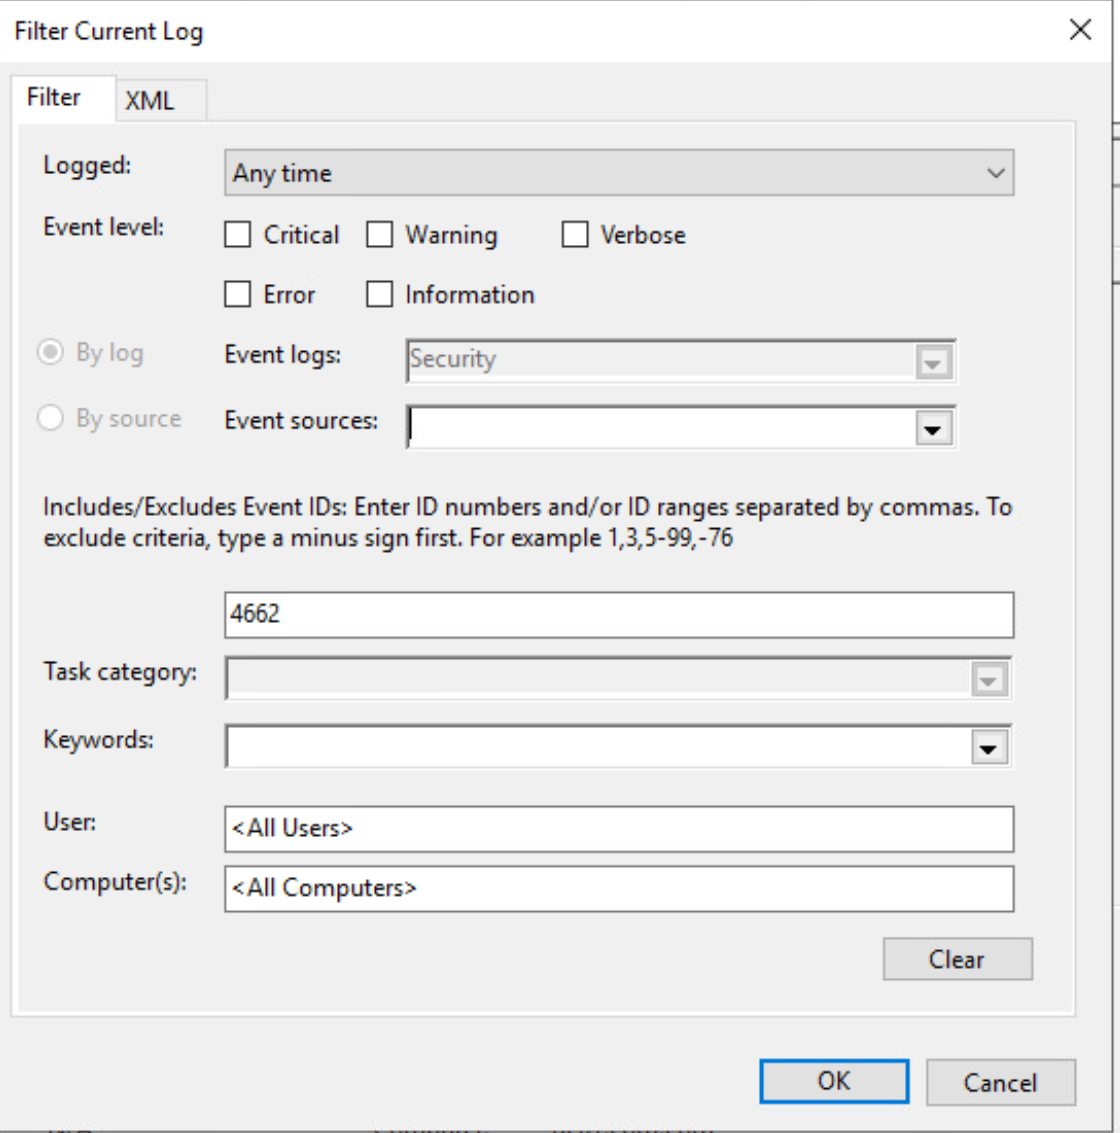 Filter Current Log
Filter
XML
Logged:
Any time
Event level:
Critical
Warning
Verbose
Error
Information
By log
Event logs:
Security
By source
Event sources:
Includes/Excludes Event IDs: Enter ID numbers and/or ID ranges separated by commas. To
exclude criteria, type a minus sign first. For example 1,3,5-99,-76
4662
Task category:
Keywords:
User:
<All Users>
Computer(s):
<All Computers>
Clear
OK
Cancel